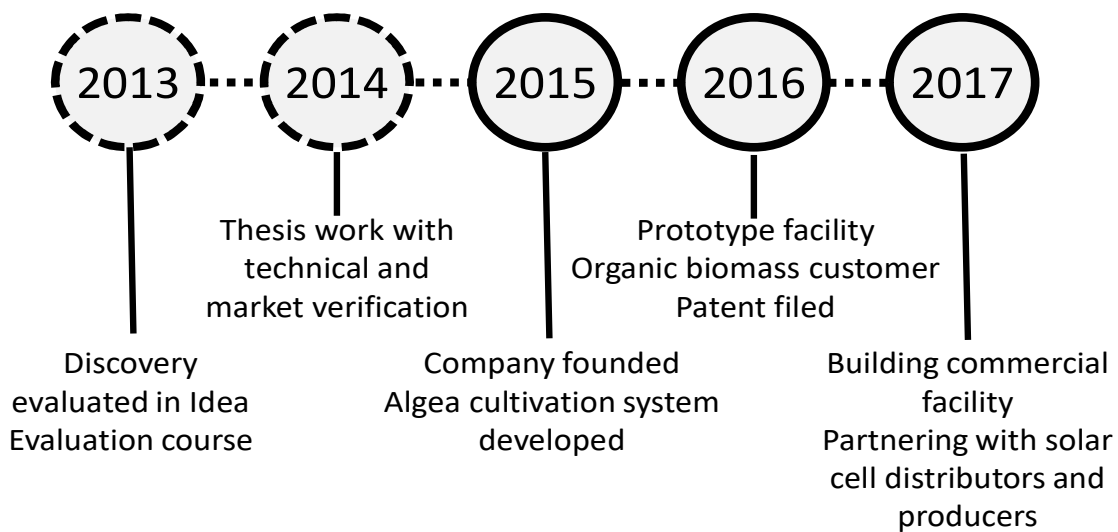 2013
2014
2015
2016
2017
Thesis work with
technical and
market verification
Prototype facility
Organic biomass customer
Patent filed
Discovery
evaluated in Idea
Evaluation course
Company founded
Algea cultivation system
developed
Building commercial
facility
Partnering with solar
cell distributors and
producers